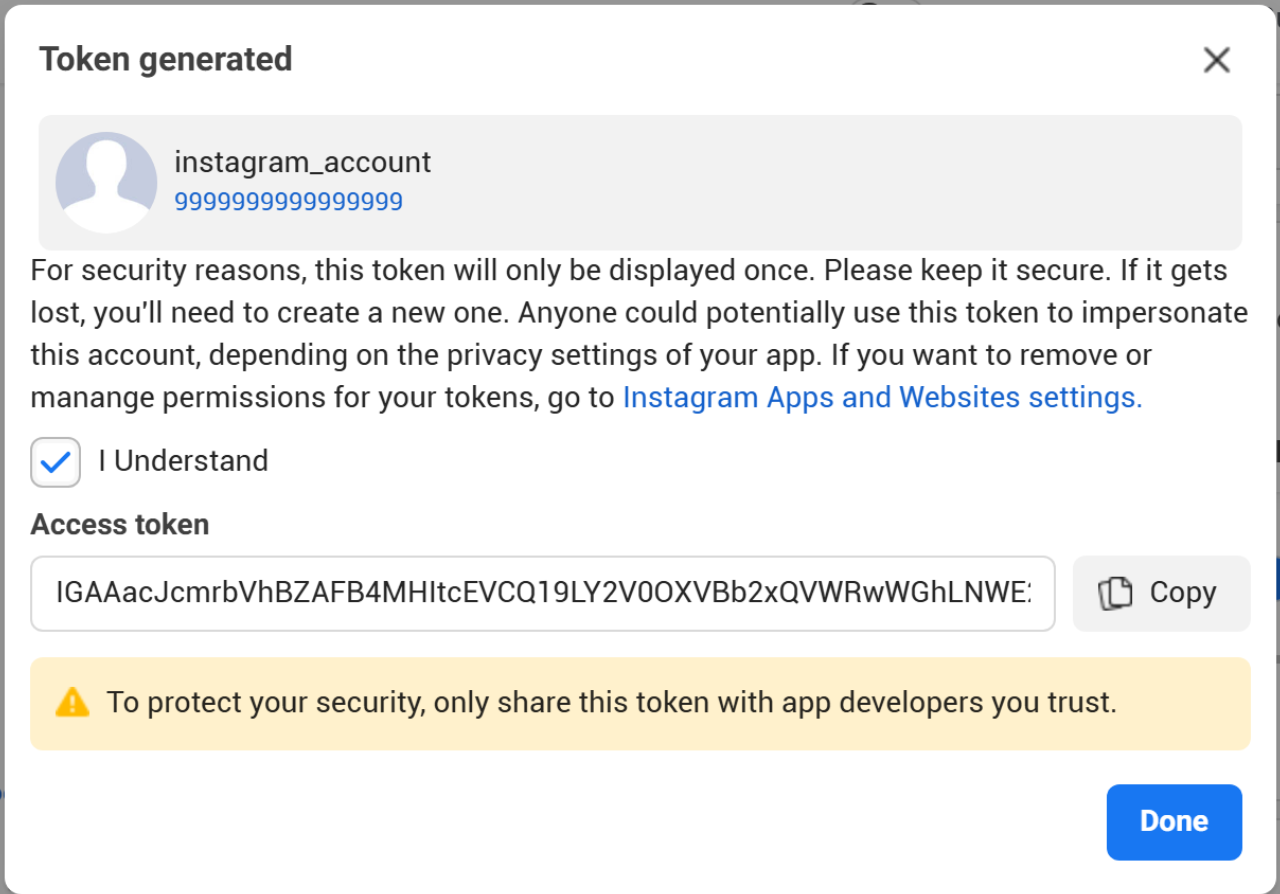 Token generated
instagram_account
9999999999999999
For security reasons, this token will only be displayed once. Please keep it secure. If it gets
lost, you'll need to create a new one. Anyone could potentially use this token to impersonate
this account, depending on the privacy settings of your app. If you want to remove or
manange permissions for your tokens, go to Instagram Apps and Websites settings.
I Understand
Access token
IGAAacJcmrbVhBZAFB4MHItcEVCQ19LY2V0OXVBb2xQVWRwWGhLNWE
Copy
To protect your security, only share this token with app developers you trust.
Done